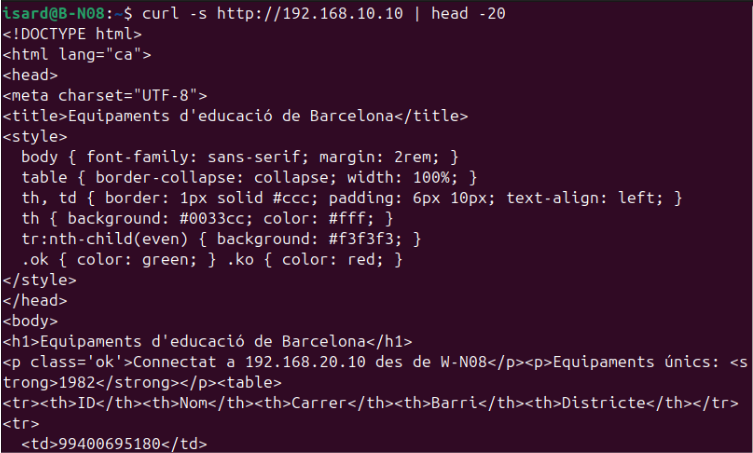 isard@B-N08:~$ curl -s http://192.168.10.10 | head -20
<!DOCTYPE html>
<html lang="ca">
<head>
<meta charset="UTF-8">
<title>Equipaments d'educació de Barcelona</title>
<style>
  body { font-family: sans-serif; margin: 2rem; }
  table { border-collapse: collapse; width: 100%; }
  th, td { border: 1px solid #ccc; padding: 6px 10px; text-align: left; }
  th { background: #0033cc; color: #fff; }
  tr:nth-child(even) { background: #f3f3f3; }
  .ok { color: green; } .ko { color: red; }
</style>
</head>
<body>
<h1>Equipaments d'educació de Barcelona</h1>
<p class='ok'>Connectat a 192.168.20.10 des de W-N08</p><p>Equipaments únics: <s
trong>1982</strong></p><table>
<tr><th>ID</th><th>Nom</th><th>Carrer</th><th>Barri</th><th>Districte</th></tr>
<tr>
  <td>99400695180</td>